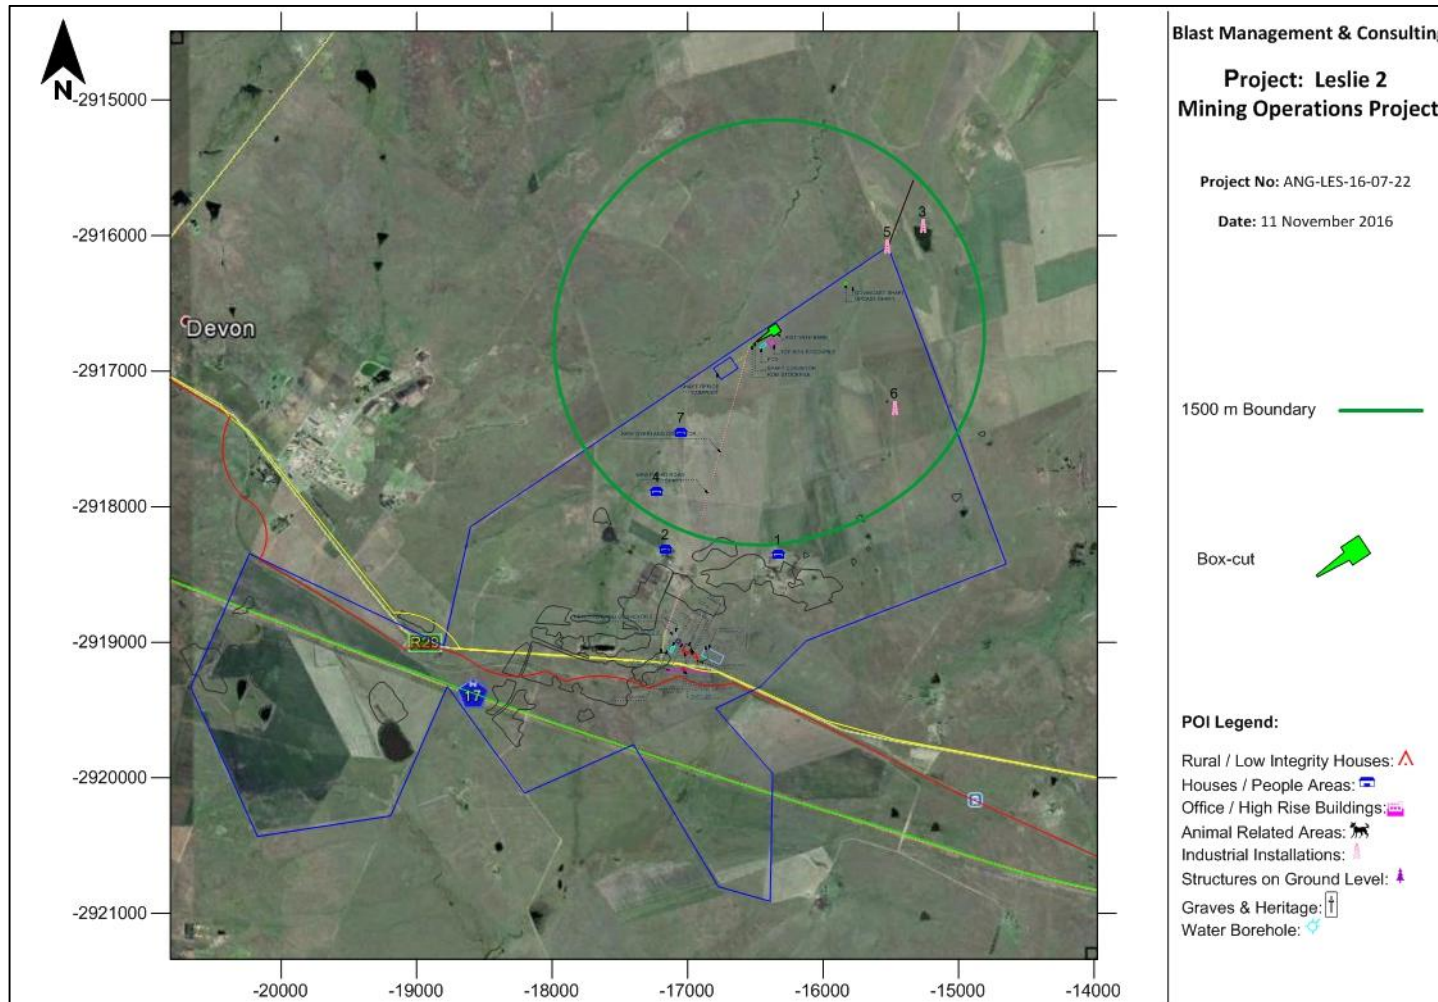 N
-2915000
-2916000
-2917000
-2918000
-2919000
-2920000
-2921000
-20000
-19000
-18000
-17000
-16000
-15000
-14000
Devon
3
5
6
7
4
2
1
R29
17
Blast Management & Consulting
Project: Leslie 2
Mining Operations Project
Project No: ANG-LES-16-07-22
Date: 11 November 2016
1500 m Boundary
Box-cut
POI Legend:
Rural / Low Integrity Houses:
Houses / People Areas:
Office / High Rise Buildings:
Animal Related Areas:
Industrial Installations:
Structures on Ground Level:
Graves & Heritage:
Water Borehole: